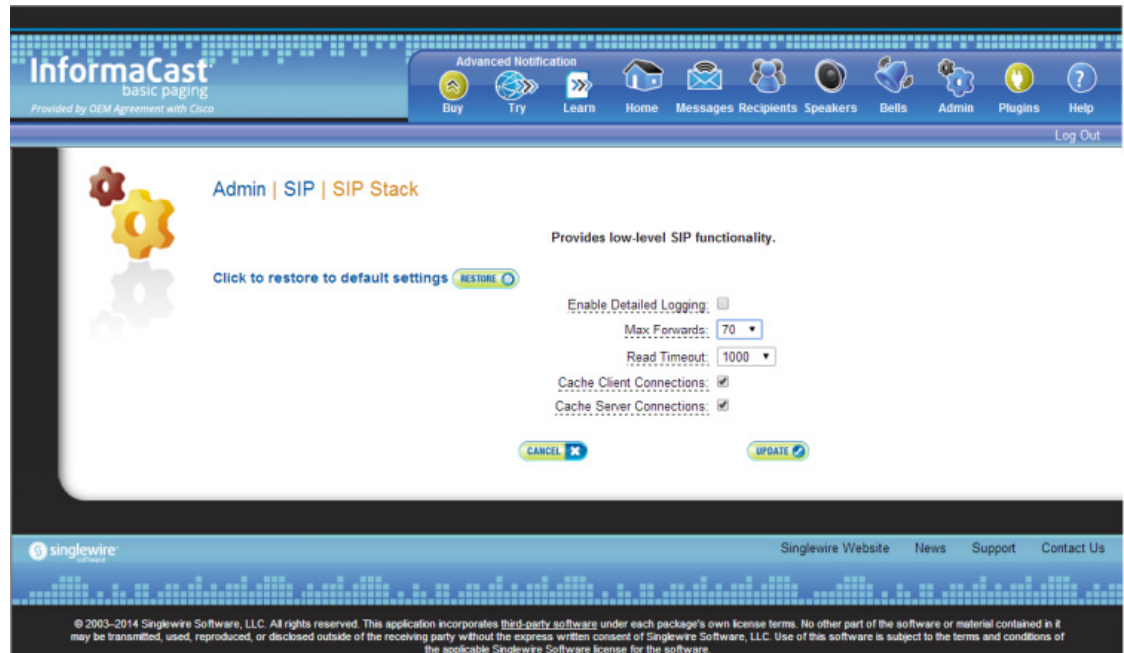 InformaCast
basic paging
Provided by OEM Agreement with Cisco
Advanced Notification
Buy Try Learn Home Messages Recipients Speakers Bells Admin Plugins Help
Log Out
Admin | SIP | SIP Stack
Provides low-level SIP functionality.
Click to restore to default settings RESTORE
Enable Detailed Logging:
Max Forwards: 70
Read Timeout: 1000
Cache Client Connections:
Cache Server Connections:
CANCEL UPDATE
singlewire software
Singlewire Website News Support Contact Us
© 2003–2014 Singlewire Software, LLC. All rights reserved. This application incorporates third-party software under each package's own license terms. No other part of the software or material contained in it
may be transmitted, used, reproduced, or disclosed outside of the receiving party without the express written consent of Singlewire Software, LLC. Use of this software is subject to the terms and conditions of
the applicable Singlewire Software license for the software.